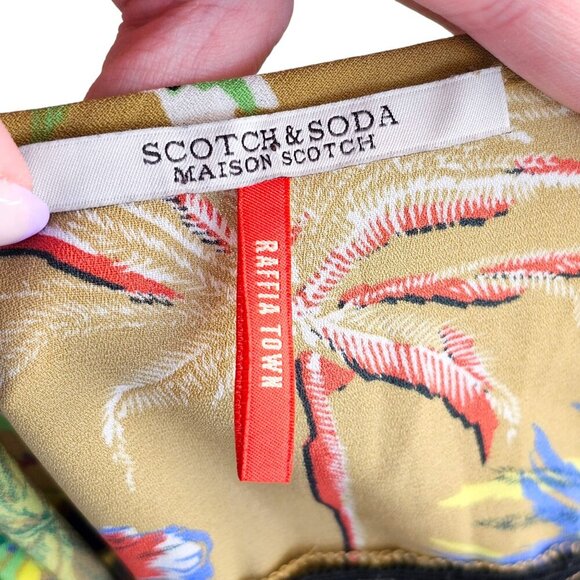 SCOTCH & SODA
MAISON SCOTCH
RAFFIA TOWN